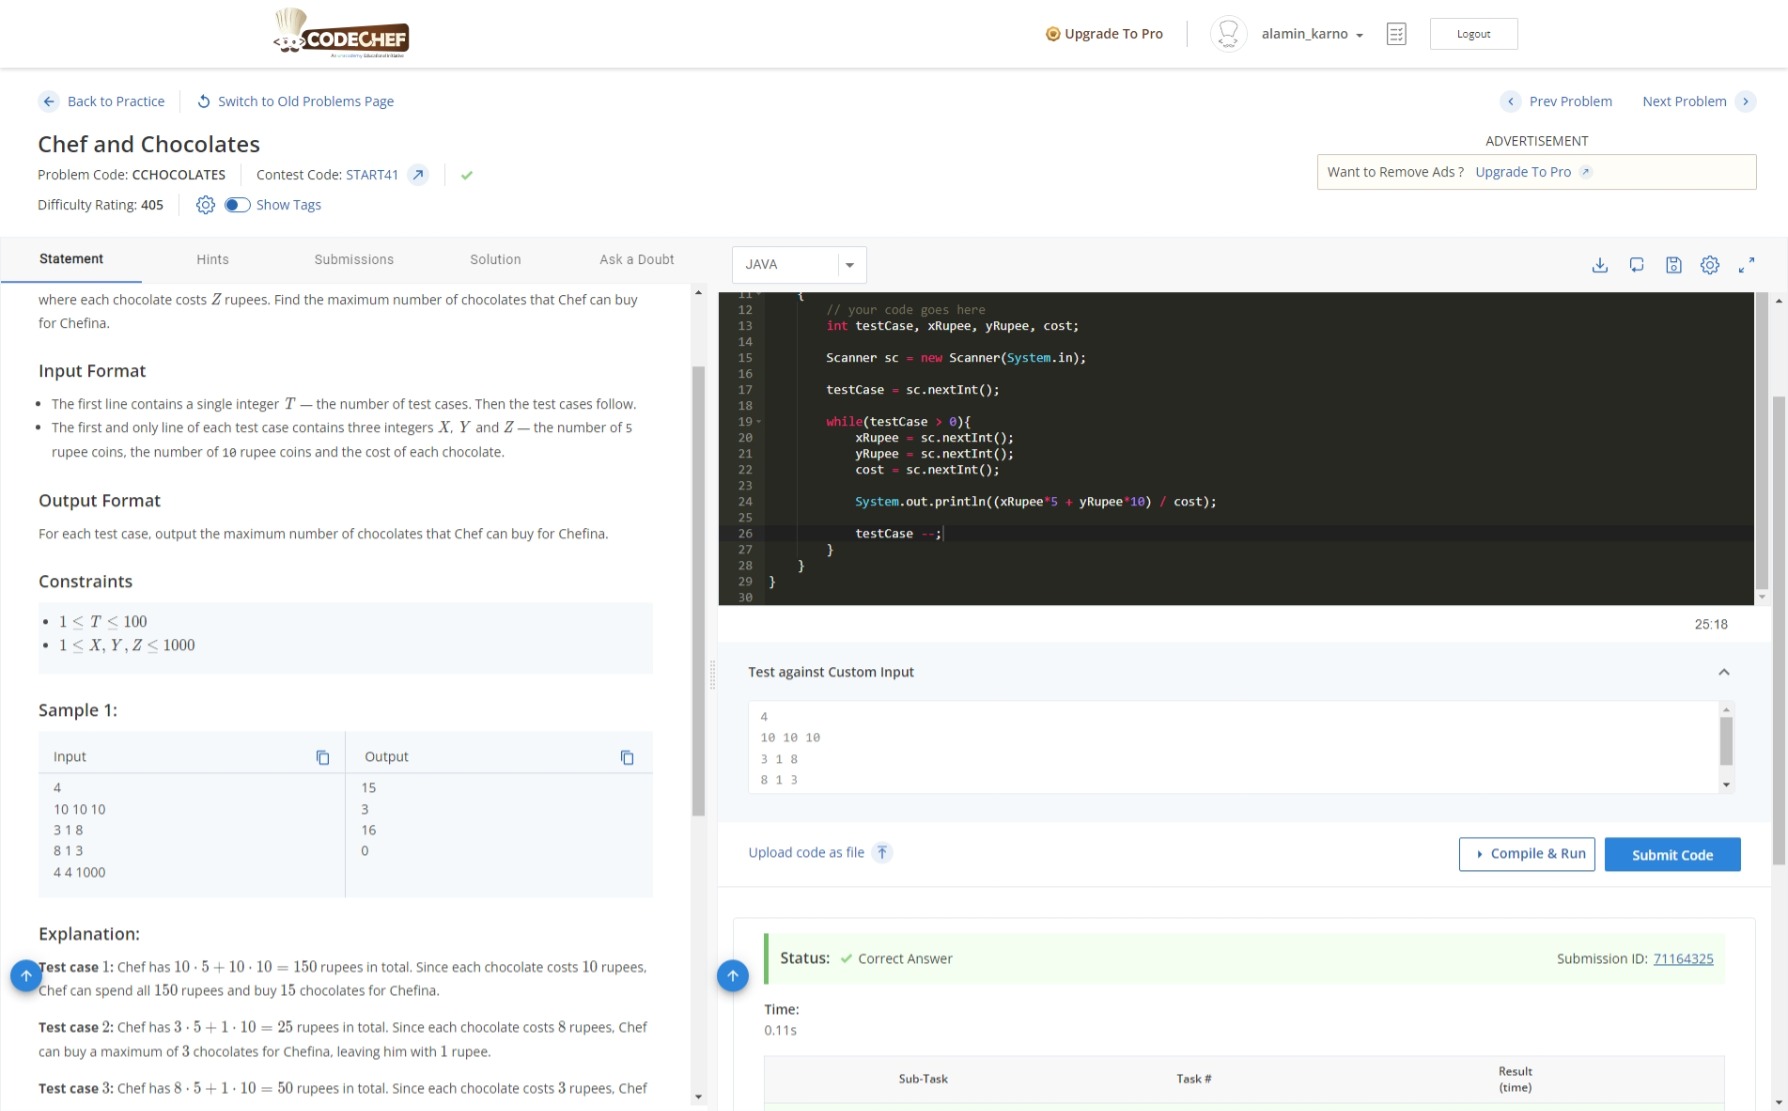 CODECHEF
Upgrade To Pro
alamin_karno
Logout
Back to Practice
Switch to Old Problems Page
Prev Problem
Next Problem
Chef and Chocolates
ADVERTISEMENT
Problem Code: CCHOCOLATES
Contest Code: START41
Want to Remove Ads ? Upgrade To Pro
Difficulty Rating: 405
Show Tags
Statement
Hints
Submissions
Solution
Ask a Doubt
where each chocolate costs Z rupees. Find the maximum number of chocolates that Chef can buy
for Chefina.
Input Format
• The first line contains a single integer T — the number of test cases. Then the test cases follow.
• The first and only line of each test case contains three integers X, Y and Z — the number of 5
rupee coins, the number of 10 rupee coins and the cost of each chocolate.
Output Format
For each test case, output the maximum number of chocolates that Chef can buy for Chefina.
Constraints
• 1 ≤ T ≤ 100
• 1 ≤ X, Y, Z ≤ 1000
Sample 1:
Input
Output
4
10 10 10
3 1 8
8 1 3
4 4 1000
15
3
16
0
Explanation:
Test case 1: Chef has 10 · 5 + 10 · 10 = 150 rupees in total. Since each chocolate costs 10 rupees,
Chef can spend all 150 rupees and buy 15 chocolates for Chefina.
Test case 2: Chef has 3 · 5 + 1 · 10 = 25 rupees in total. Since each chocolate costs 8 rupees, Chef
can buy a maximum of 3 chocolates for Chefina, leaving him with 1 rupee.
Test case 3: Chef has 8 · 5 + 1 · 10 = 50 rupees in total. Since each chocolate costs 3 rupees, Chef
JAVA
11 {
12 // your code goes here
13 int testCase, xRupee, yRupee, cost;
14
15 Scanner sc = new Scanner(System.in);
16
17 testCase = sc.nextInt();
18
19 while(testCase > 0){
20 xRupee = sc.nextInt();
21 yRupee = sc.nextInt();
22 cost = sc.nextInt();
23
24 System.out.println((xRupee*5 + yRupee*10) / cost);
25
26 testCase --;
27 }
28 }
29 }
30
25:18
Test against Custom Input
4
10 10 10
3 1 8
8 1 3
Upload code as file
Compile & Run
Submit Code
Status: Correct Answer
Submission ID: 71164325
Time:
0.11s
Sub-Task
Task #
Result
(time)